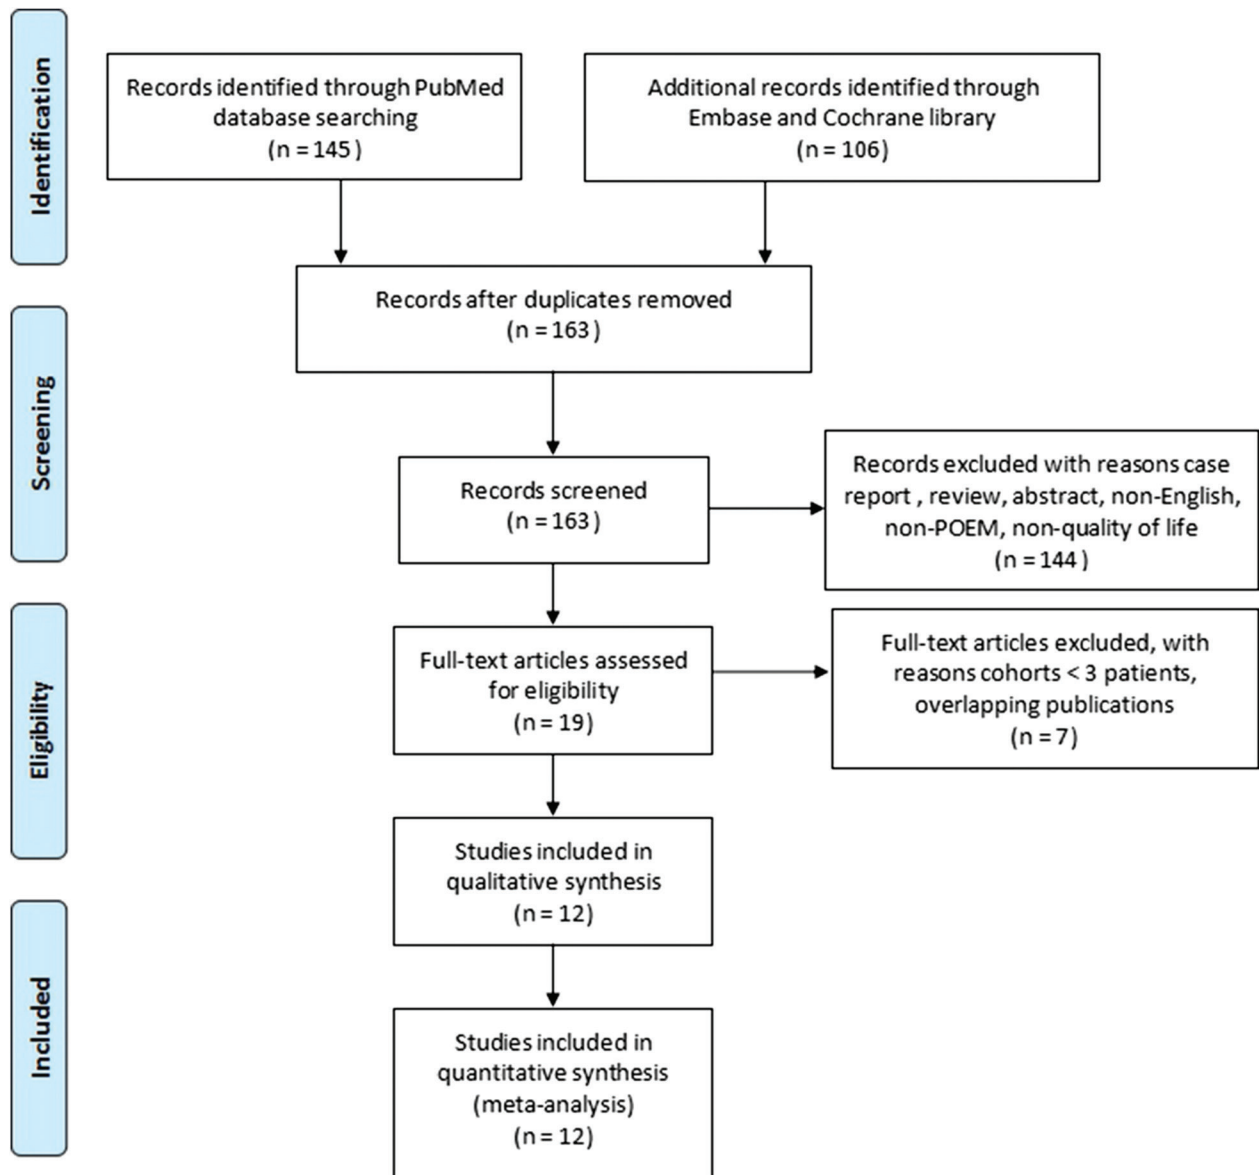 Identification
Records identified through PubMed
database searching
(n = 145)
Additional records identified through
Embase and Cochrane library
(n = 106)
Records after duplicates removed
(n = 163)
Screening
Records screened
(n = 163)
Records excluded with reasons case
report , review, abstract, non-English,
non-POEM, non-quality of life
(n = 144)
Eligibility
Full-text articles assessed
for eligibility
(n = 19)
Full-text articles excluded, with
reasons cohorts < 3 patients,
overlapping publications
(n = 7)
Studies included in
qualitative synthesis
(n = 12)
Included
Studies included in
quantitative synthesis
(meta-analysis)
(n = 12)